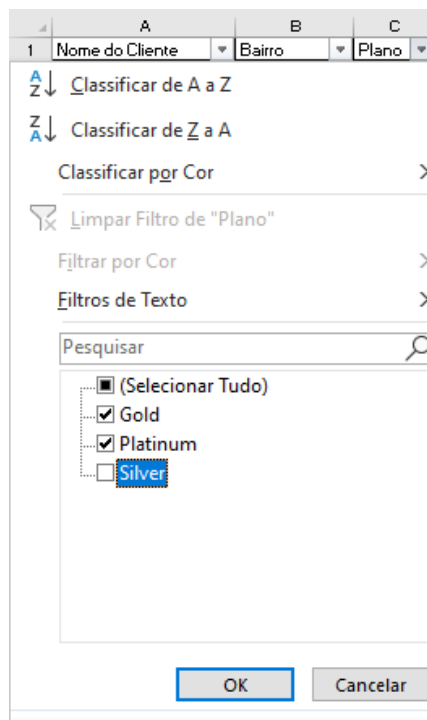 A B C
1 Nome do Cliente Bairro Plano
Classificar de A a Z
Classificar de Z a A
Classificar por Cor
Limpar Filtro de "Plano"
Filtrar por Cor
Filtros de Texto
Pesquisar
(Selecionar Tudo)
Gold
Platinum
Silver
OK Cancelar